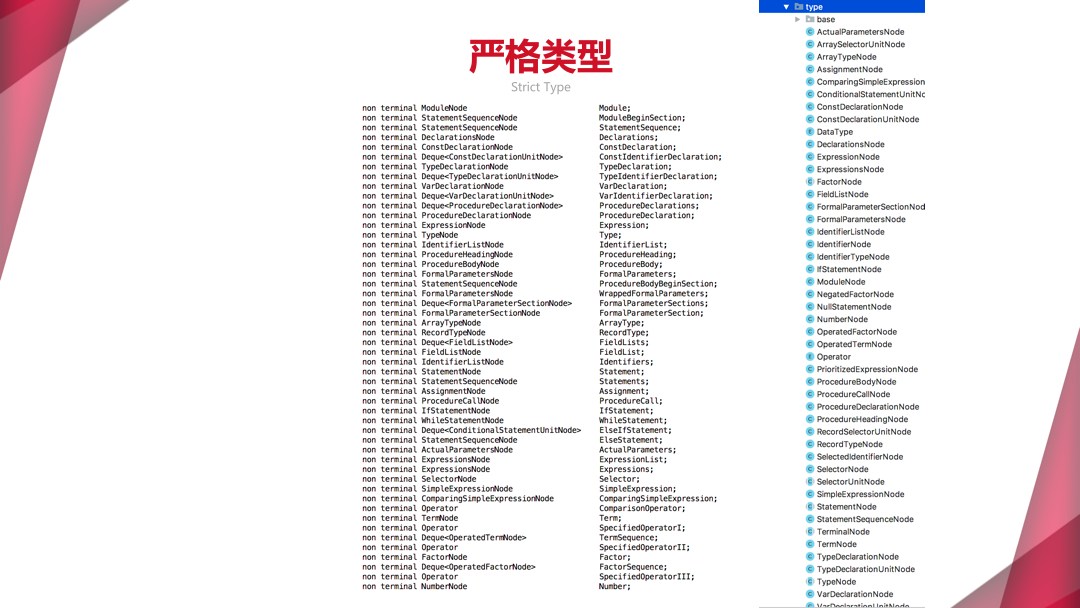 严格类型
Strict Type
non terminal ModuleNode Module;
non terminal StatementSequenceNode ModuleBeginSection;
non terminal StatementSequenceNode StatementSequence;
non terminal DeclarationsNode Declarations;
non terminal ConstDeclarationNode ConstDeclaration;
non terminal Deque<ConstDeclarationUnitNode> ConstIdentifierDeclaration;
non terminal TypeDeclarationNode TypeDeclaration;
non terminal Deque<TypeDeclarationUnitNode> TypeIdentifierDeclaration;
non terminal VarDeclarationNode VarDeclaration;
non terminal Deque<VarDeclarationUnitNode> VarIdentifierDeclaration;
non terminal Deque<ProcedureDeclarationNode> ProcedureDeclarations;
non terminal ProcedureDeclarationNode ProcedureDeclaration;
non terminal ExpressionNode Expression;
non terminal TypeNode Type;
non terminal IdentifierListNode IdentifierList;
non terminal ProcedureHeadingNode ProcedureHeading;
non terminal ProcedureBodyNode ProcedureBody;
non terminal FormalParametersNode FormalParameters;
non terminal StatementSequenceNode ProcedureBodyBeginSection;
non terminal FormalParametersNode WrappedFormalParameters;
non terminal Deque<FormalParameterSectionNode> FormalParameterSections;
non terminal FormalParameterSectionNode FormalParameterSection;
non terminal ArrayTypeNode ArrayType;
non terminal RecordTypeNode RecordType;
non terminal Deque<FieldListNode> FieldLists;
non terminal FieldListNode FieldList;
non terminal IdentifierListNode Identifiers;
non terminal StatementNode Statement;
non terminal StatementSequenceNode Statements;
non terminal AssignmentNode Assignment;
non terminal ProcedureCallNode ProcedureCall;
non terminal IfStatementNode IfStatement;
non terminal WhileStatementNode WhileStatement;
non terminal Deque<ConditionalStatementUnitNode> ElseIfStatement;
non terminal StatementSequenceNode ElseStatement;
non terminal ActualParametersNode ActualParameters;
non terminal ExpressionsNode ExpressionList;
non terminal ExpressionsNode Expressions;
non terminal SelectorNode Selector;
non terminal SimpleExpressionNode SimpleExpression;
non terminal ComparingSimpleExpressionNode ComparingSimpleExpression;
non terminal Operator ComparisonOperator;
non terminal TermNode Term;
non terminal Operator SpecifiedOperatorI;
non terminal Deque<OperatedTermNode> TermSequence;
non terminal Operator SpecifiedOperatorII;
non terminal FactorNode Factor;
non terminal Deque<OperatedFactorNode> FactorSequence;
non terminal Operator SpecifiedOperatorIII;
non terminal NumberNode Number;
type
base
ActualParametersNode
ArraySelectorUnitNode
ArrayTypeNode
AssignmentNode
ComparingSimpleExpression
ConditionalStatementUnitNo
ConstDeclarationNode
ConstDeclarationUnitNode
DataType
DeclarationsNode
ExpressionNode
ExpressionsNode
FactorNode
FieldListNode
FormalParameterSectionNod
FormalParametersNode
IdentifierListNode
IdentifierNode
IdentifierTypeNode
IfStatementNode
ModuleNode
NegatedFactorNode
NullStatementNode
NumberNode
OperatedFactorNode
OperatedTermNode
Operator
PrioritizedExpressionNode
ProcedureBodyNode
ProcedureCallNode
ProcedureDeclarationNode
ProcedureHeadingNode
RecordSelectorUnitNode
RecordTypeNode
SelectedIdentifierNode
SelectorNode
SelectorUnitNode
SimpleExpressionNode
StatementNode
StatementSequenceNode
TerminalNode
TermNode
TypeDeclarationNode
TypeDeclarationUnitNode
TypeNode
VarDeclarationNode
VarDeclarationUnitNode